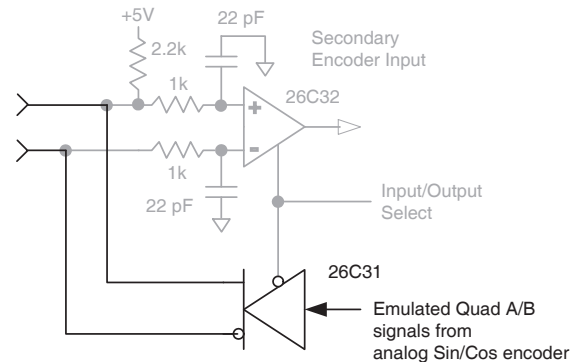 +5V
22 pF
2.2k
Secondary
Encoder Input
1k
26C32
+
-
1k
22 pF
Input/Output
Select
26C31
Emulated Quad A/B
signals from
analog Sin/Cos encoder